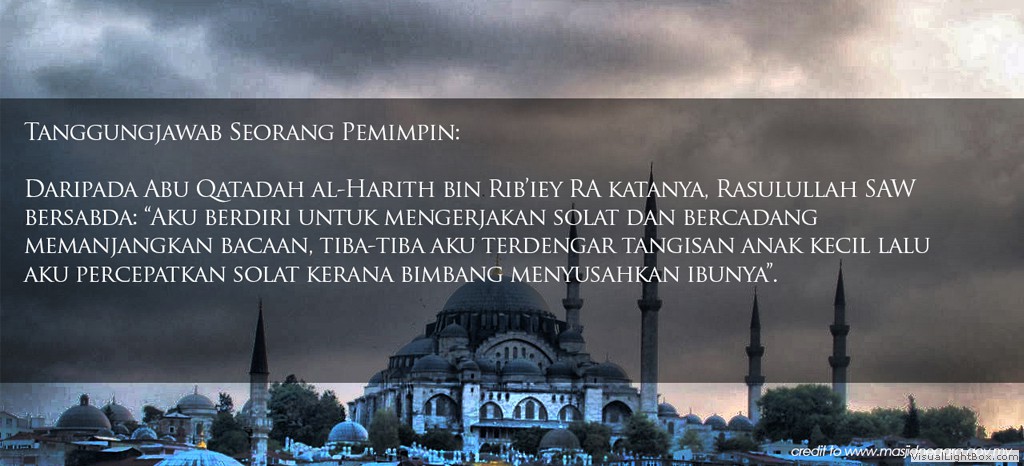 Tanggungjawab Seorang Pemimpin:
Daripada Abu Qatadah al-Harith bin Rib'iey RA katanya, Rasulullah SAW
bersabda: “Aku berdiri untuk mengerjakan solat dan bercadang
memanjangkan bacaan, tiba-tiba aku terdengar tangisan anak kecil lalu
aku percepatkan solat kerana bimbang menyusahkan ibunya”.
credit to
VisualLightBox.com